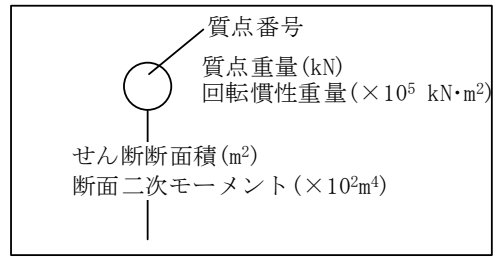 質点番号
質点重量(kN)
回転慣性重量(×10⁵ kN･m²)
せん断断面積(m²)
断面二次モーメント(×10²m⁴)